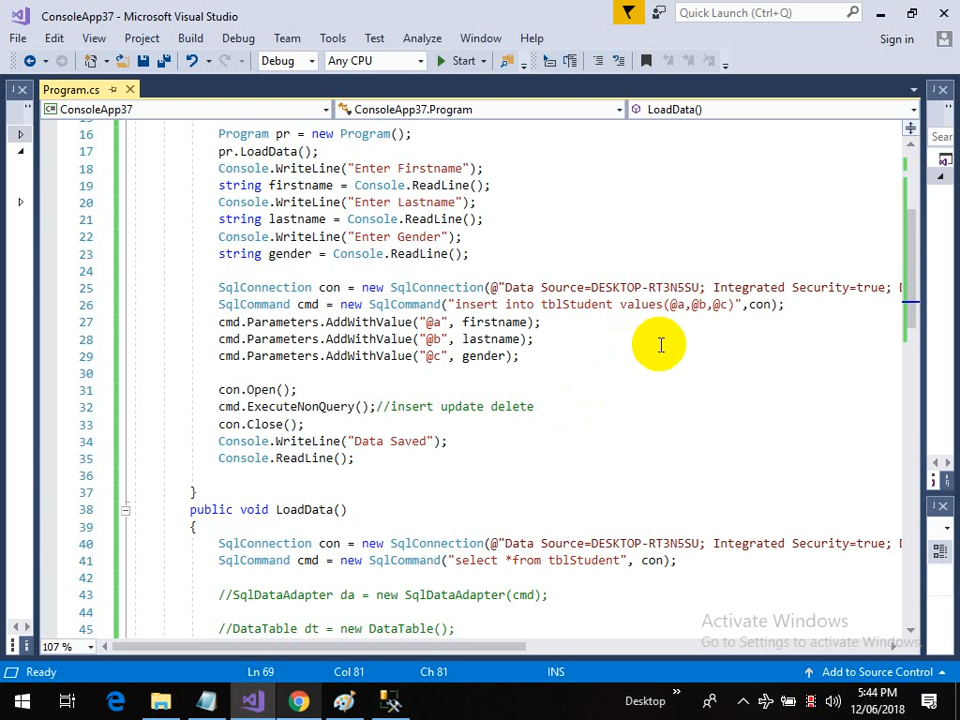 ConsoleApp37 - Microsoft Visual Studio
Quick Launch (Ctrl+Q)
File Edit View Project Build Debug Team Tools Test Analyze Window Help
Sign in
Debug Any CPU Start
Program.cs
ConsoleApp37 ConsoleApp37.Program LoadData()
Sear
16 Program pr = new Program();
17 pr.LoadData();
18 Console.WriteLine("Enter Firstname");
19 string firstname = Console.ReadLine();
20 Console.WriteLine("Enter Lastname");
21 string lastname = Console.ReadLine();
22 Console.WriteLine("Enter Gender");
23 string gender = Console.ReadLine();
24
25 SqlConnection con = new SqlConnection(@"Data Source=DESKTOP-RT3N5SU; Integrated Security=true; D
26 SqlCommand cmd = new SqlCommand("insert into tblStudent values(@a,@b,@c)",con);
27 cmd.Parameters.AddWithValue("@a", firstname);
28 cmd.Parameters.AddWithValue("@b", lastname);
29 cmd.Parameters.AddWithValue("@c", gender);
30
31 con.Open();
32 cmd.ExecuteNonQuery();//insert update delete
33 con.Close();
34 Console.WriteLine("Data Saved");
35 Console.ReadLine();
36
37 }
38 public void LoadData()
39 {
40 SqlConnection con = new SqlConnection(@"Data Source=DESKTOP-RT3N5SU; Integrated Security=true; D
41 SqlCommand cmd = new SqlCommand("select *from tblStudent", con);
42
43 //SqlDataAdapter da = new SqlDataAdapter(cmd);
44
45 //DataTable dt = new DataTable();
Activate Windows
Go to Settings to activate Windows
107 %
Ready Ln 69 Col 81 Ch 81 INS Add to Source Control
Desktop
5:44 PM
12/06/2018